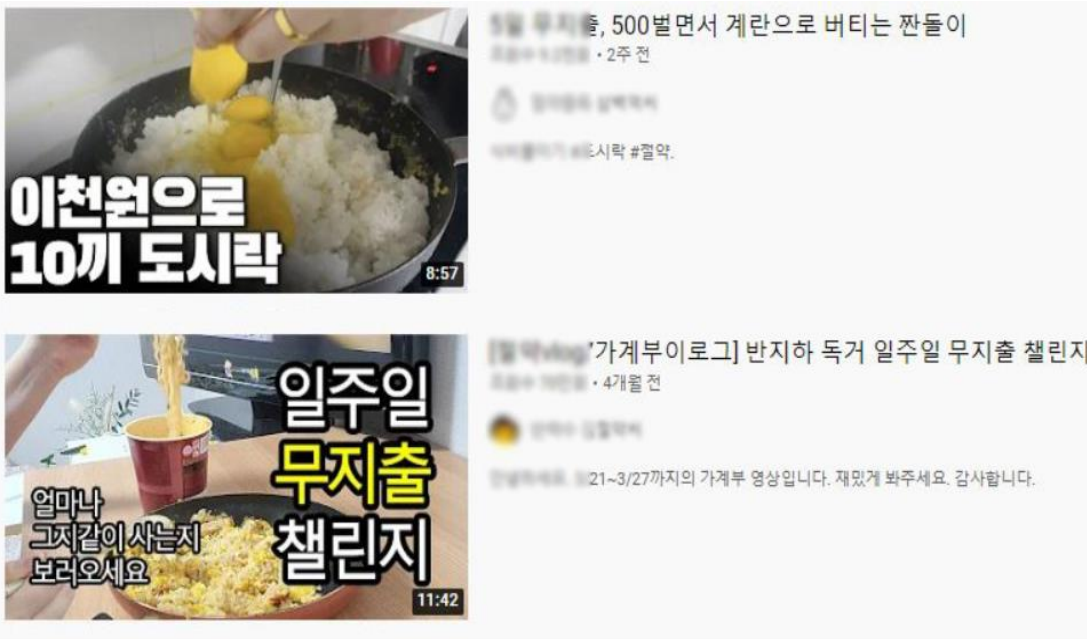 이천원으로
10끼 도시락
8:57
, 500벌면서 계란으로 버티는 짠돌이
• 2주 전
도시락 #절약.
일주일
무지출
챌린지
얼마나
그지같이 사는지
보러오세요
11:42
가계부이로그] 반지하 독거 일주일 무지출 챌린지
• 4개월 전
21~3/27까지의 가계부 영상입니다. 재밌게 봐주세요. 감사합니다.